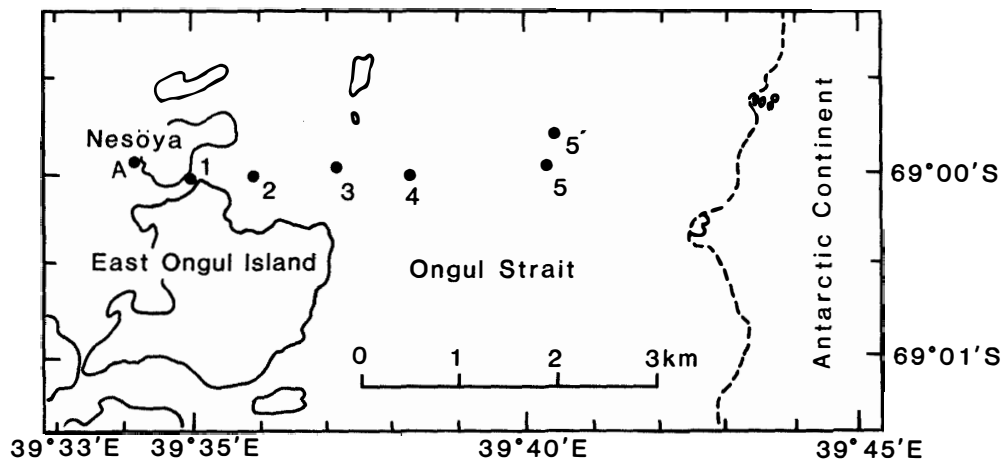 Nesöya
A
1
2
3
4
5´
5
69°00′S
East Ongul Island
Ongul Strait
Antarctic Continent
0 1 2 3km
69°01′S
39°33′E 39°35′E 39°40′E 39°45′E